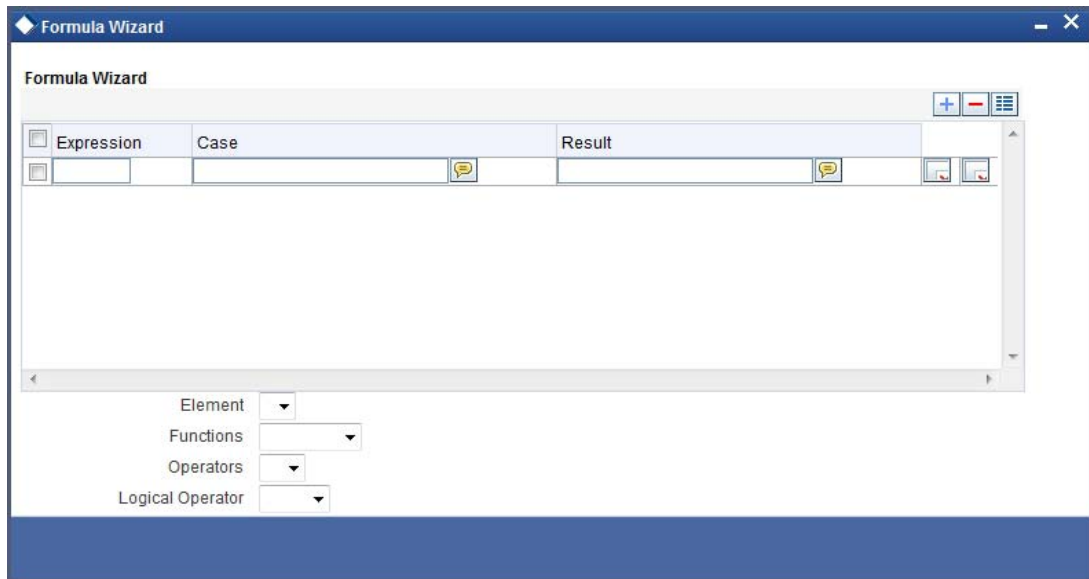 Formula Wizard
Formula Wizard
Expression Case Result
Element
Functions
Operators
Logical Operator